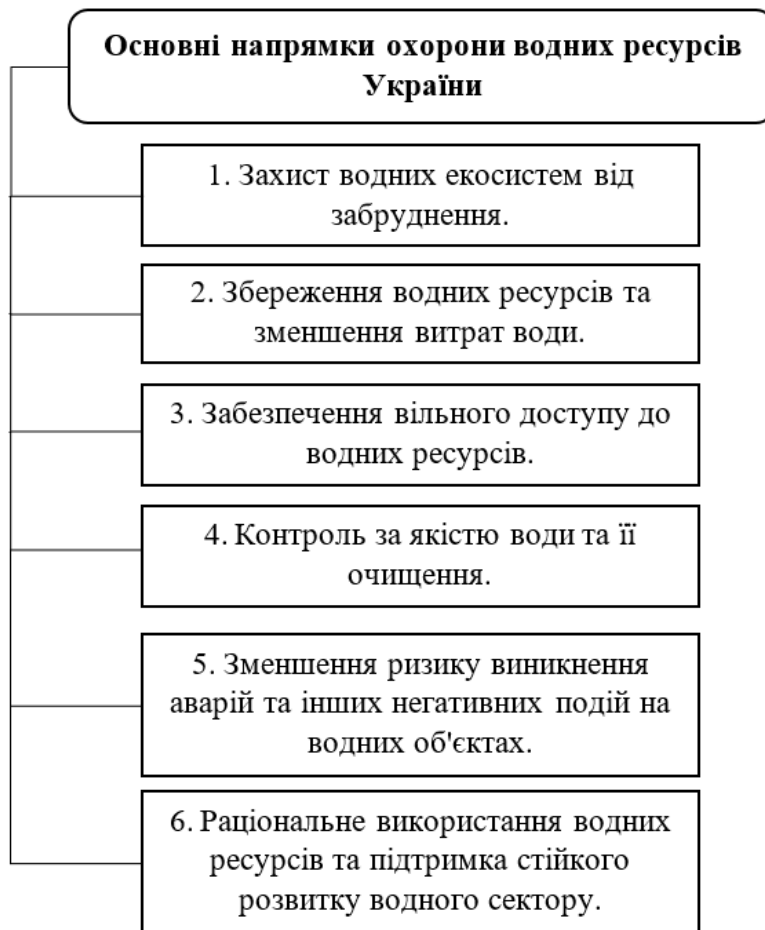 Основні напрямки охорони водних ресурсів
України
1. Захист водних екосистем від
забруднення.
2. Збереження водних ресурсів та
зменшення витрат води.
3. Забезпечення вільного доступу до
водних ресурсів.
4. Контроль за якістю води та її
очищення.
5. Зменшення ризику виникнення
аварій та інших негативних подій на
водних об'єктах.
6. Раціональне використання водних
ресурсів та підтримка стійкого
розвитку водного сектору.